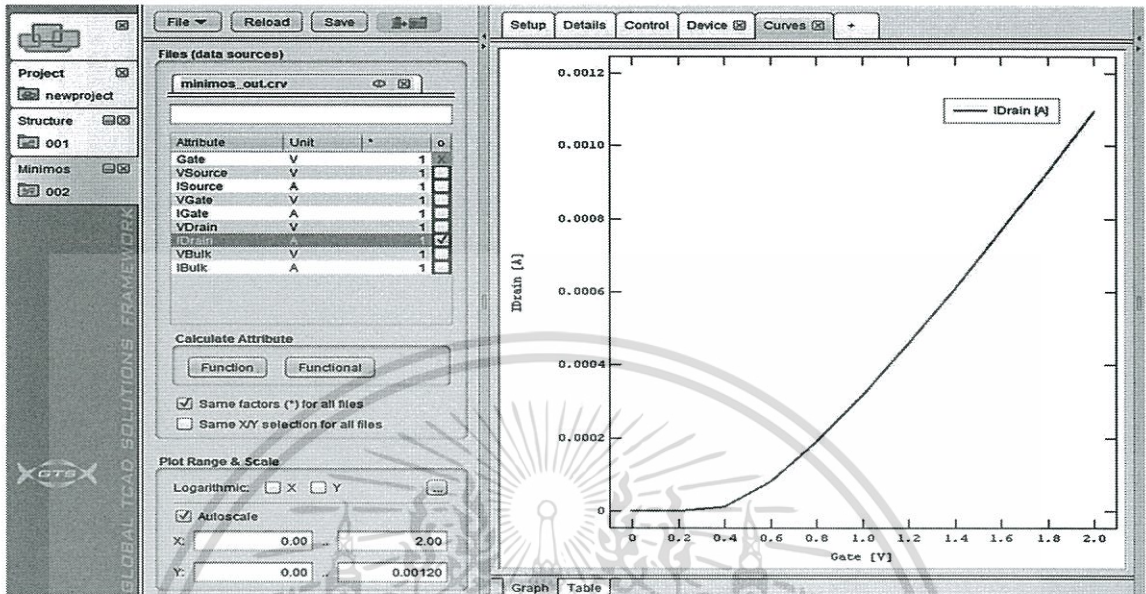 File
Reload
Save
Setup
Details
Control
Device
Curves
+
Project
newproject
Structure
001
Minimos
002
GLOBAL TCAD SOLUTIONS FRAMEWORK
GTS
Files (data sources)
minimos_out.crv
Attribute Unit * o
Gate V 1 X
VSource V 1
ISource A 1
VGate V 1
IGate A 1
VDrain V 1
IDrain A 1
VBulk V 1
IBulk A 1
Calculate Attribute
Function
Functional
Same factors (*) for all files
Same X/Y selection for all files
Plot Range & Scale
Logarithmic: X Y ...
Autoscale
X: 0.00 .. 2.00
Y: 0.00 .. 0.00120
IDrain [A]
0.0012
0.0010
0.0008
0.0006
0.0004
0.0002
0
IDrain [A]
0 0.2 0.4 0.6 0.8 1.0 1.2 1.4 1.6 1.8 2.0
Gate [V]
Graph
Table